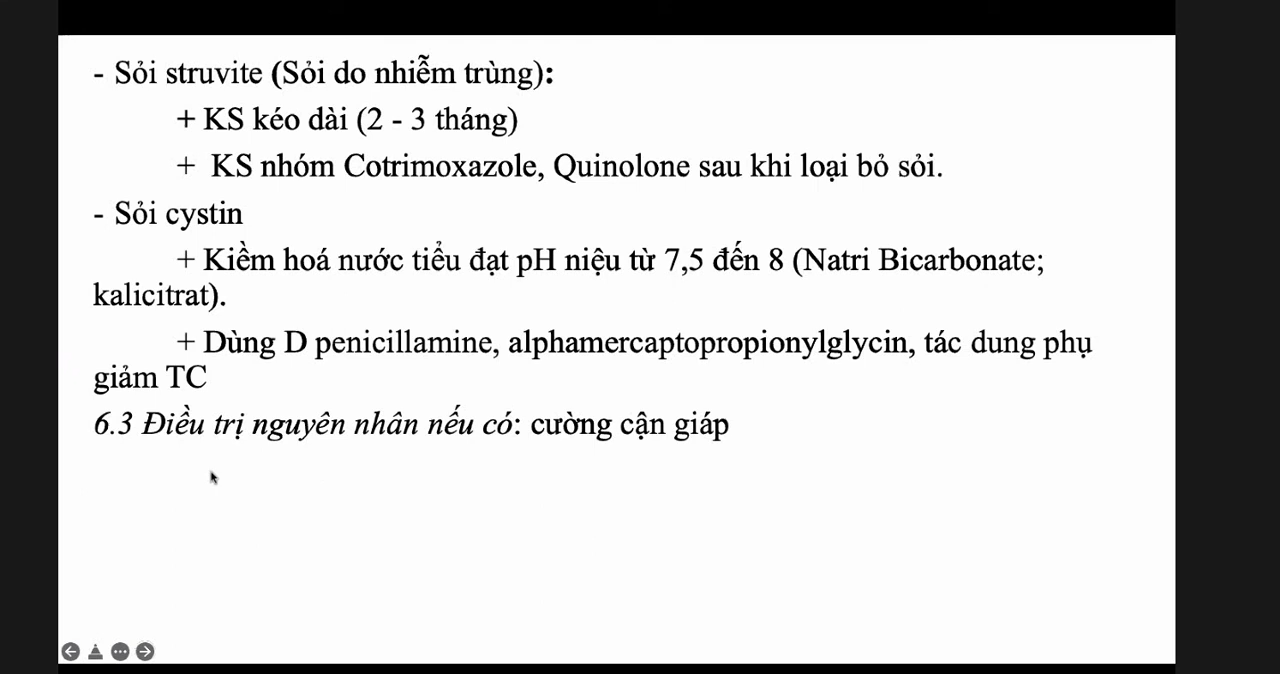 - Sỏi struvite (Sỏi do nhiễm trùng):
+ KS kéo dài (2 - 3 tháng)
+ KS nhóm Cotrimoxazole, Quinolone sau khi loại bỏ sỏi.
- Sỏi cystin
+ Kiềm hoá nước tiểu đạt pH niệu từ 7,5 đến 8 (Natri Bicarbonate;
kalicitrat).
+ Dùng D penicillamine, alphamercaptopropionylglycin, tác dung phụ
giảm TC
6.3 Điều trị nguyên nhân nếu có: cường cận giáp